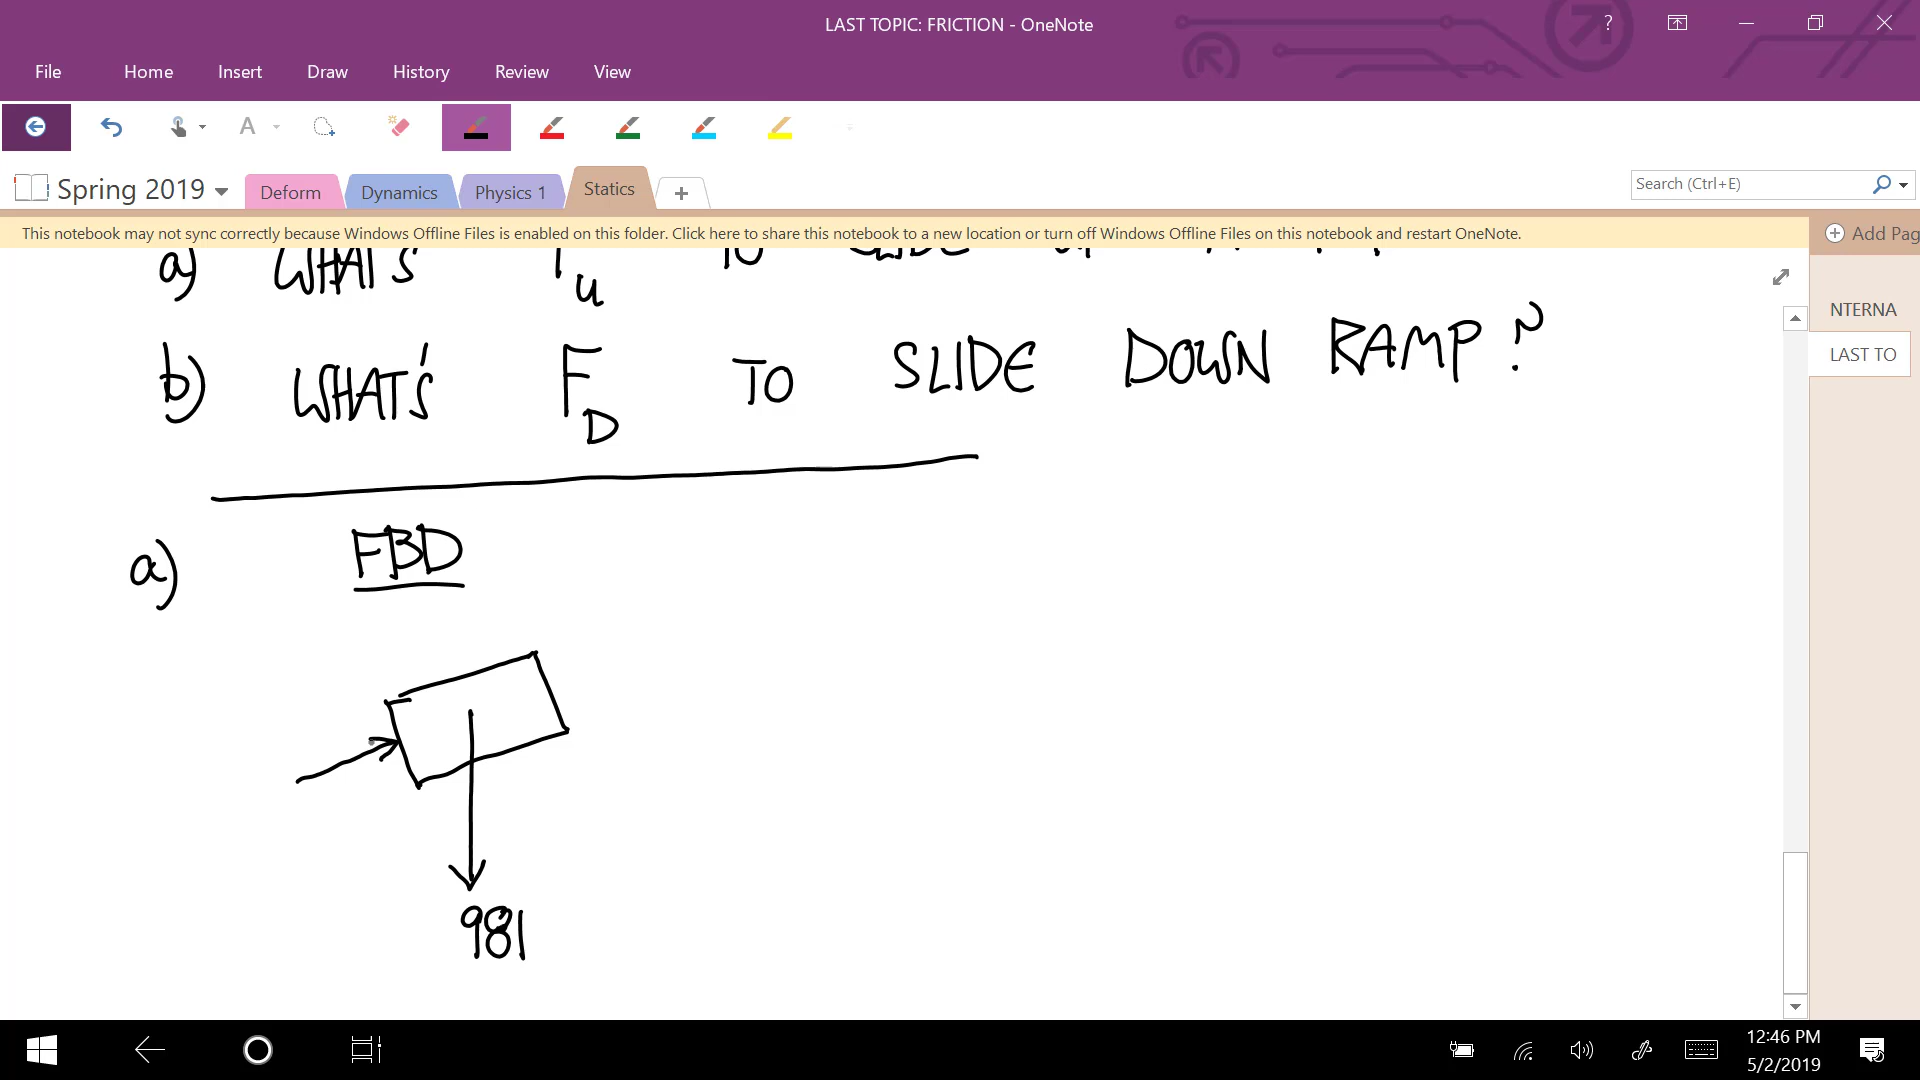 LAST TOPIC: FRICTION - OneNote
?
File Home Insert Draw History Review View
A
Spring 2019 Deform Dynamics Physics 1 Statics + Search (Ctrl+E)
This notebook may not sync correctly because Windows Offline Files is enabled on this folder. Click here to share this notebook to a new location or turn off Windows Offline Files on this notebook and restart OneNote.
Add Pag
NTERNA
LAST TO
a) WHAT'S F u TO SLIDE
b) WHAT'S F D TO SLIDE DOWN RAMP?
a) FBD
981
12:46 PM
5/2/2019